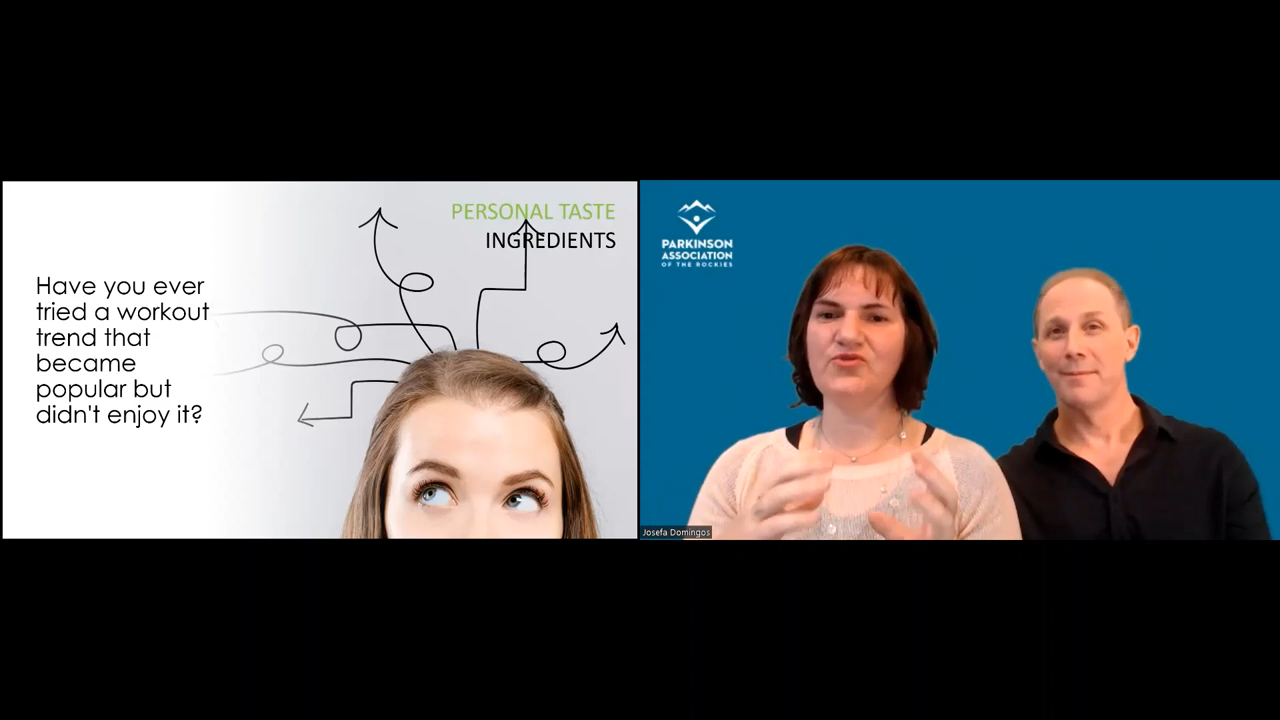 PERSONAL TASTE
INGREDIENTS
Have you ever
tried a workout
trend that
became
popular but
didn't enjoy it?
PARKINSON
ASSOCIATION
OF THE ROCKIES
Josefa Domingos